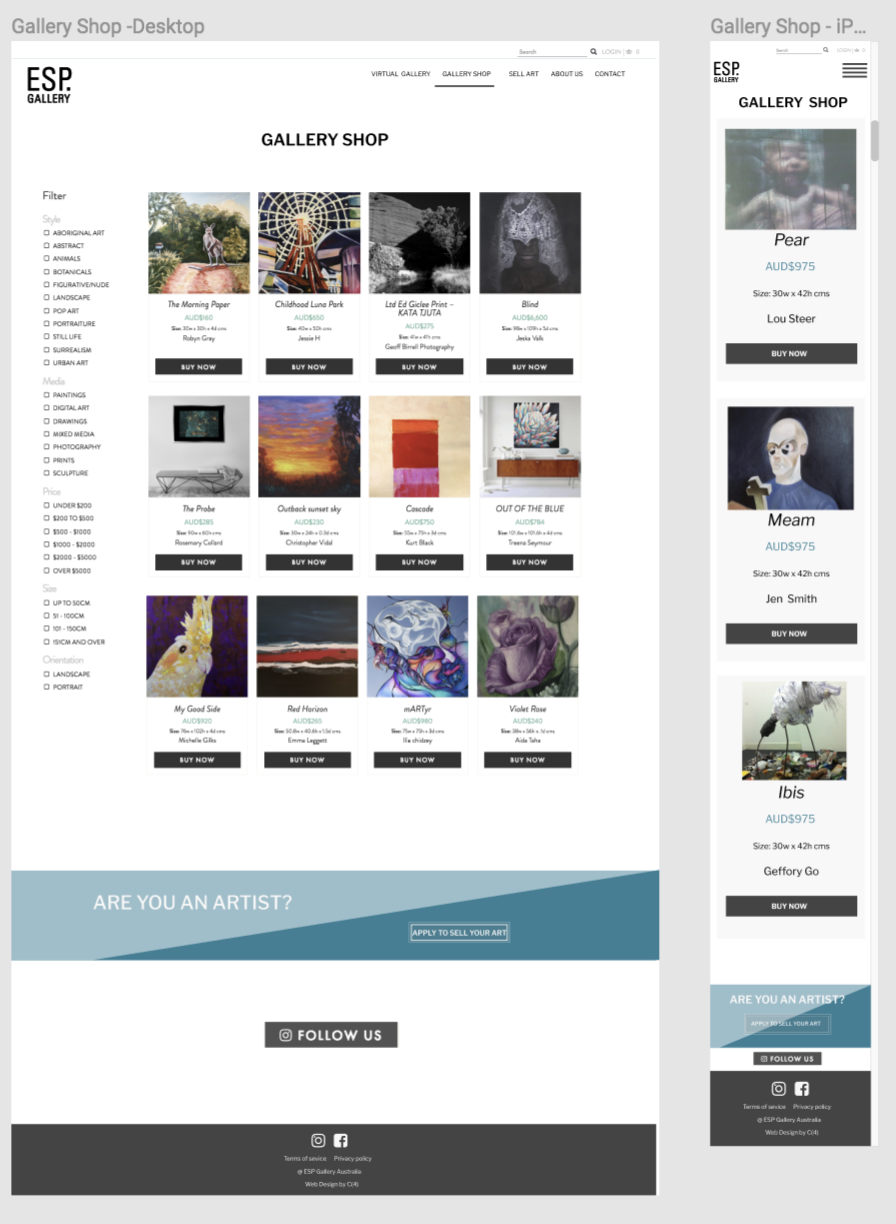 Gallery Shop -Desktop
Search
LOGIN | 0
ESP.
GALLERY
VIRTUAL GALLERY GALLERY SHOP SELL ART ABOUT US CONTACT
GALLERY SHOP
Filter
Style
ABORIGINAL ART
ABSTRACT
ANIMALS
BOTANICALS
FIGURATIVE/NUDE
LANDSCAPE
POP ART
PORTRAITURE
STILL LIFE
SURREALISM
URBAN ART
Media
PAINTINGS
DIGITAL ART
DRAWINGS
MIXED MEDIA
PHOTOGRAPHY
PRINTS
SCULPTURE
Price
UNDER $200
$200 TO $500
$500 - $1000
$1000 - $2000
$2000 - $5000
OVER $5000
Size
UP TO 50CM
51 - 100CM
101 - 150CM
151CM AND OVER
Orientation
LANDSCAPE
PORTRAIT
The Morning Paper
AUD$160
Size: 30w x 30h x 4d cms
Robyn Gray
BUY NOW
Childhood Luna Park
AUD$650
Size: 40w x 50h cms
Jessie H
BUY NOW
Ltd Ed Giclee Print –
KATA TJUTA
AUD$275
Size: 41w x 41h cms
Geoff Birrell Photography
BUY NOW
Blind
AUD$6,600
Size: 98w x 109h x 5d cms
Jeska Valk
BUY NOW
The Probe
AUD$285
Size: 90w x 60h cms
Rosemary Collard
BUY NOW
Outback sunset sky
AUD$230
Size: 30w x 24h x 0.3d cms
Christopher Vidal
BUY NOW
Cascade
AUD$750
Size: 55w x 75h x 3d cms
Kurt Black
BUY NOW
OUT OF THE BLUE
AUD$784
Size: 101.6w x 101.6h x 4d cms
Treena Seymour
BUY NOW
My Good Side
AUD$920
Size: 76w x 102h x 4d cms
Michelle Gilks
BUY NOW
Red Horizon
AUD$265
Size: 50.8w x 40.6h x 1.5d cms
Emma Leggett
BUY NOW
mARTyr
AUD$980
Size: 75w x 75h x 3d cms
Ila chidzey
BUY NOW
Violet Rose
AUD$240
Size: 38w x 56h x .1d cms
Aida Taha
BUY NOW
ARE YOU AN ARTIST?
APPLY TO SELL YOUR ART
FOLLOW US
Terms of sevice Privacy policy
@ ESP Gallery Australia
Web Design by C(4)
Gallery Shop - iP...
Search
LOGIN | 0
ESP.
GALLERY
GALLERY SHOP
Pear
AUD$975
Size: 30w x 42h cms
Lou Steer
BUY NOW
Meam
AUD$975
Size: 30w x 42h cms
Jen Smith
BUY NOW
Ibis
AUD$975
Size: 30w x 42h cms
Geffory Go
BUY NOW
ARE YOU AN ARTIST?
APPLY TO SELL YOUR ART
FOLLOW US
Terms of sevice Privacy policy
@ ESP Gallery Australia
Web Design by C(4)